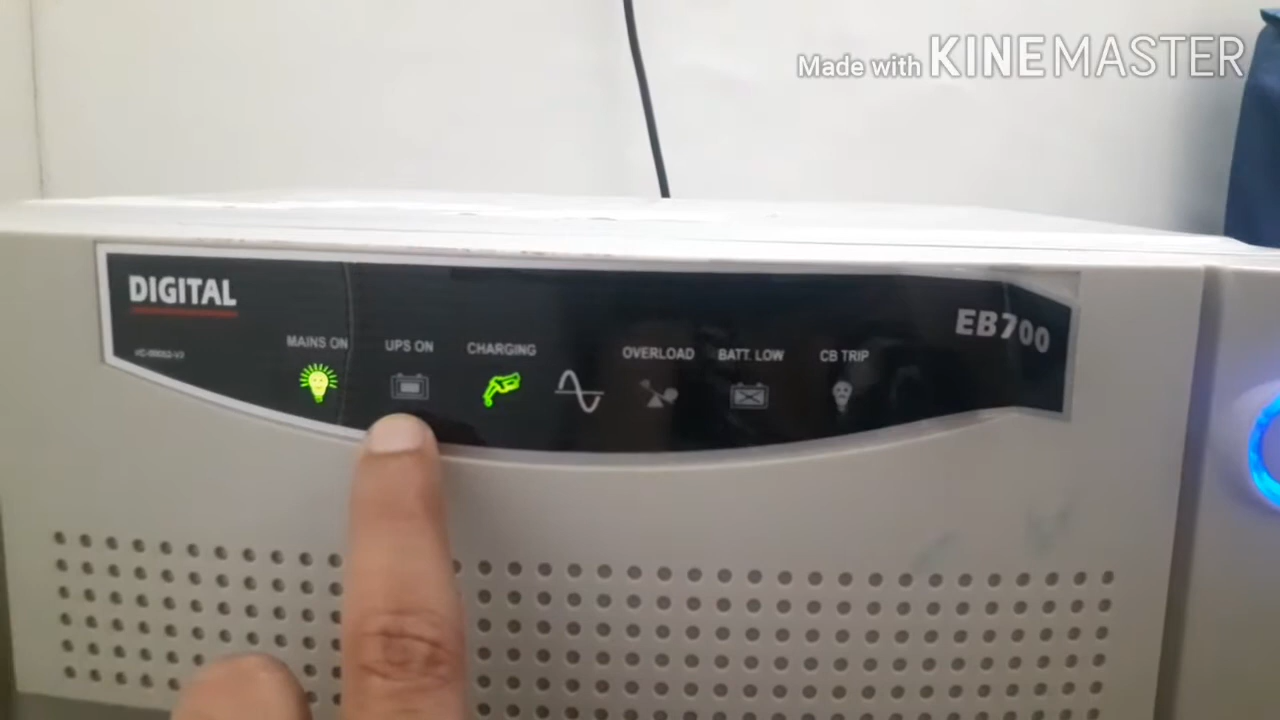 Made with KINEMASTER
DIGITAL
EB700
MAINS ON
UPS ON
CHARGING
OVERLOAD
BATT. LOW
CB TRIP